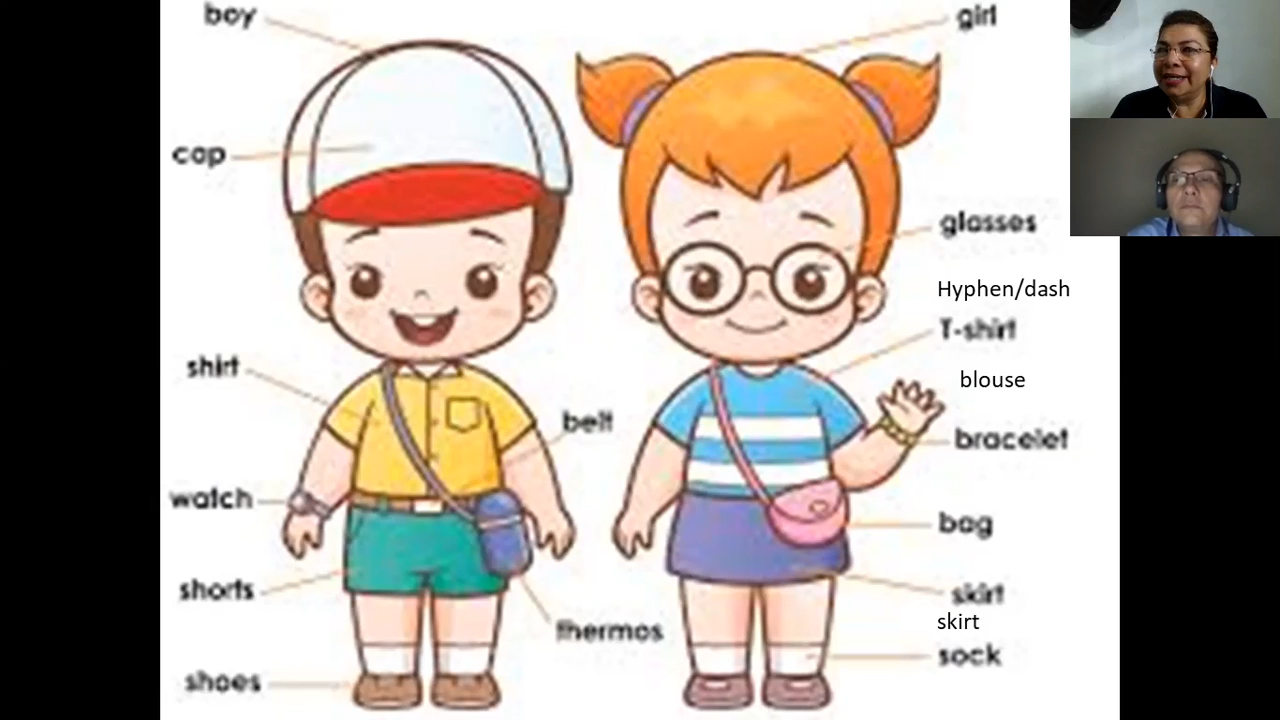 boy
girl
cap
glasses
Hyphen/dash
T-shirt
shirt
blouse
belt
bracelet
watch
bag
shorts
skirt
skirt
thermos
sock
shoes